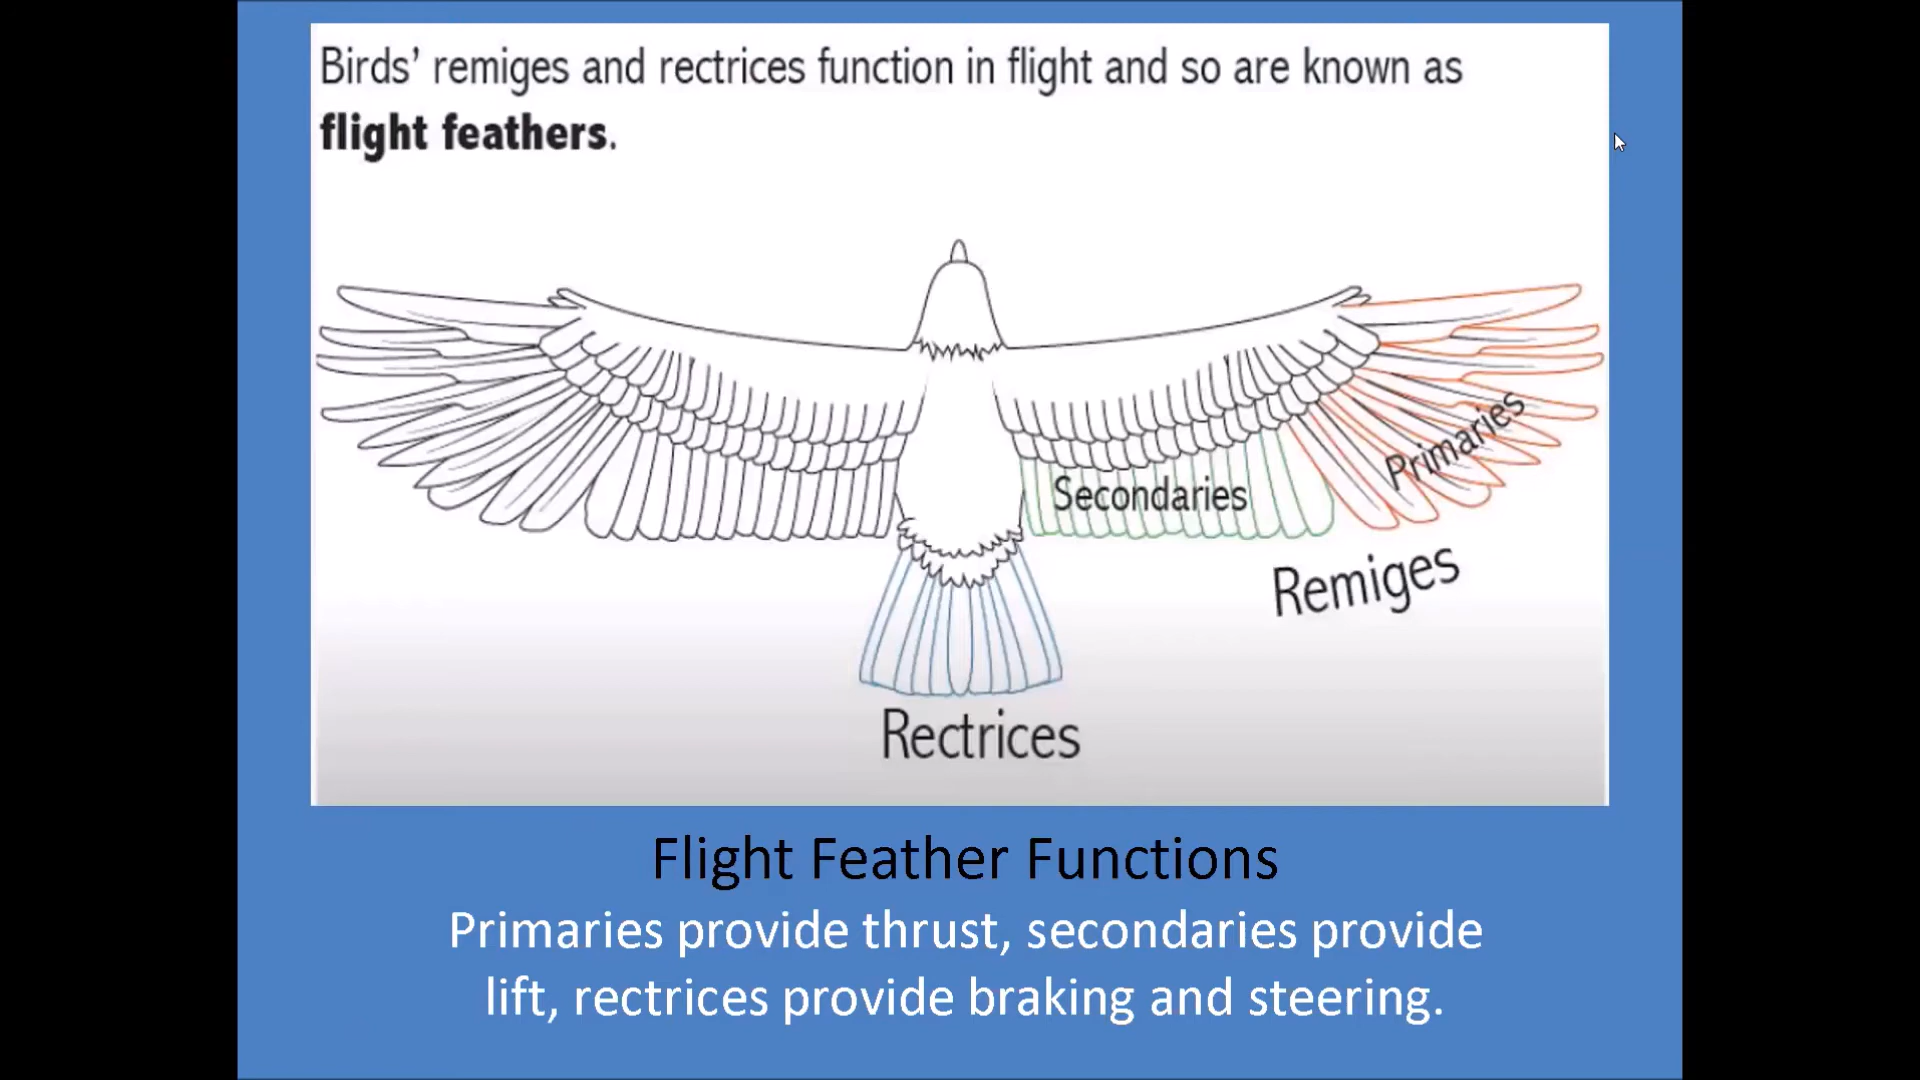 Birds’ remiges and rectrices function in flight and so are known as
flight feathers.
Primaries
Secondaries
Remiges
Rectrices
Flight Feather Functions
Primaries provide thrust, secondaries provide
lift, rectrices provide braking and steering.